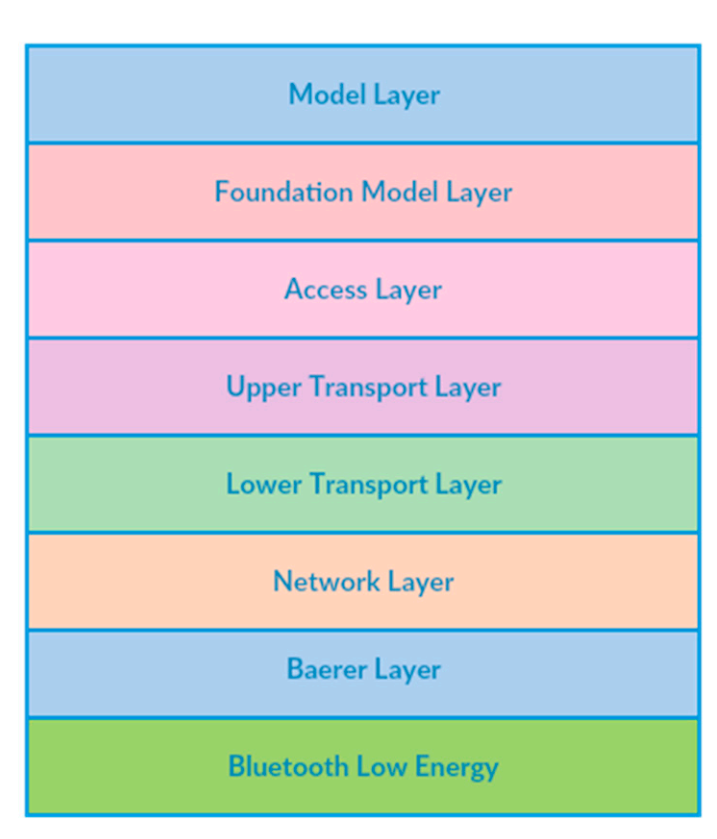 Model Layer
Foundation Model Layer
Access Layer
Upper Transport Layer
Lower Transport Layer
Network Layer
Baerer Layer
Bluetooth Low Energy